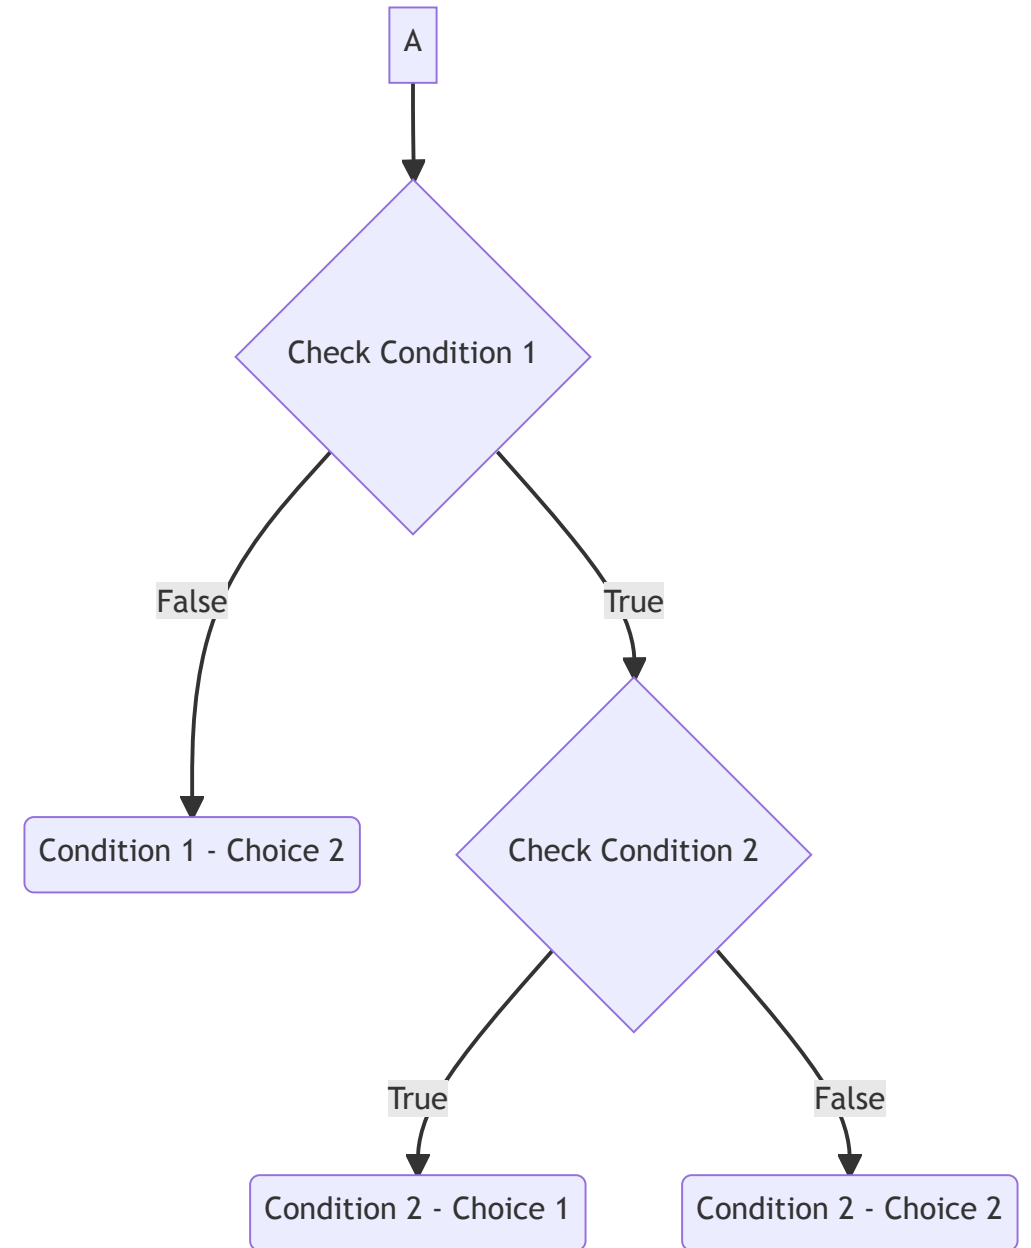 A
Check Condition 1
False
True
Condition 1 - Choice 2
Check Condition 2
True
False
Condition 2 - Choice 1
Condition 2 - Choice 2